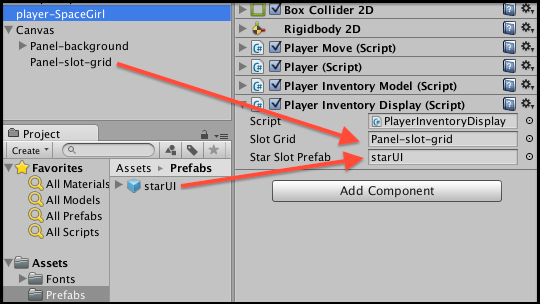 player-SpaceGirl
Canvas
Panel-background
Panel-slot-grid
Project
Create
Favorites
All Materials
All Models
All Prefabs
All Scripts
Assets
Fonts
Prefabs
Assets Prefabs
starUI
Box Collider 2D
Rigidbody 2D
Player Move (Script)
Player (Script)
Player Inventory Model (Script)
Player Inventory Display (Script)
Script PlayerInventoryDisplay
Slot Grid Panel-slot-grid
Star Slot Prefab starUI
Add Component